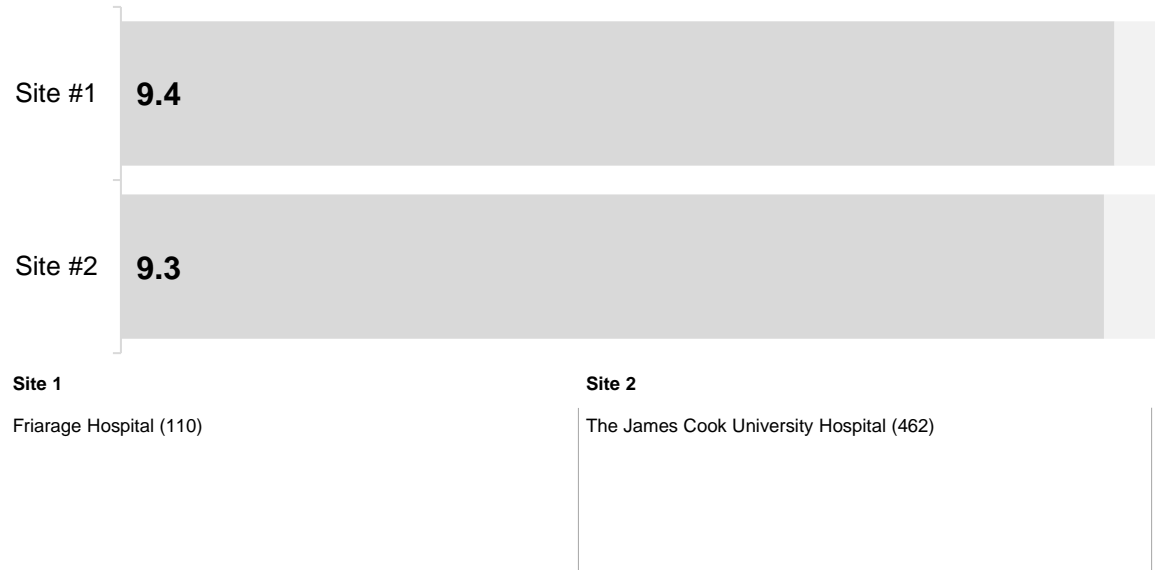 Site #1 9.4
Site #2 9.3
Site 1
Site 2
Friarage Hospital (110)
The James Cook University Hospital (462)